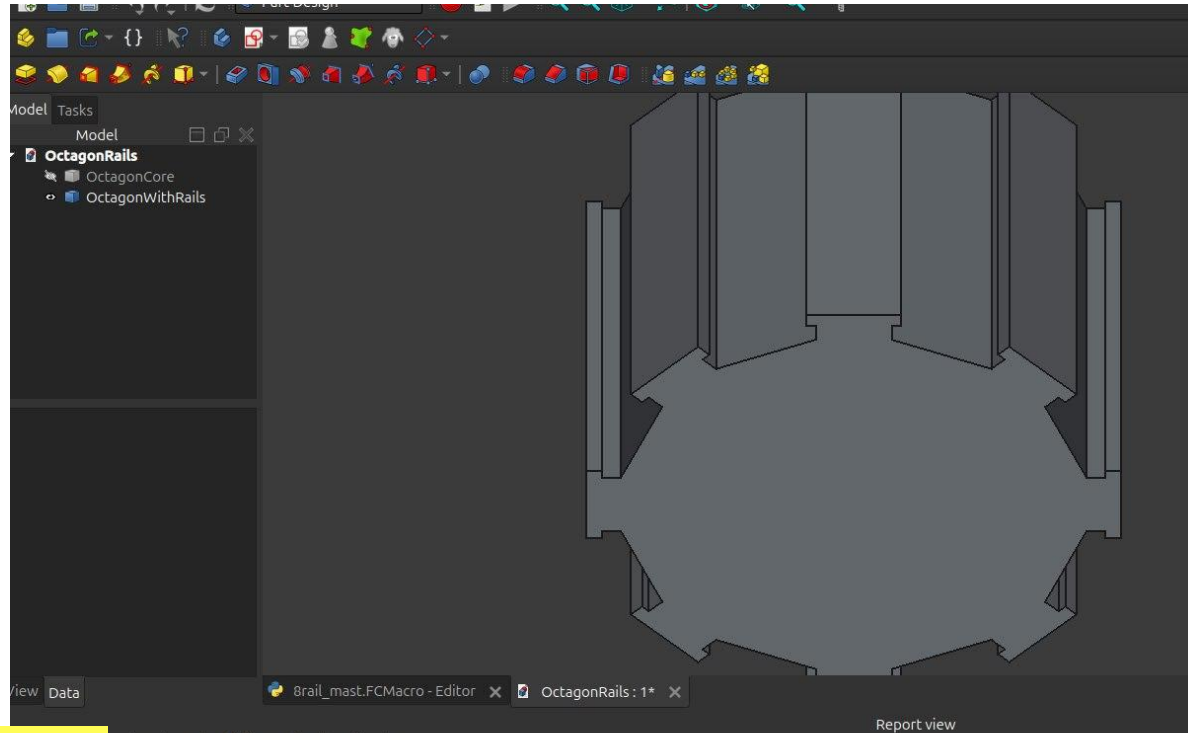 Part Design
Model Tasks
Model
OctagonRails
OctagonCore
OctagonWithRails
View Data
8rail_mast.FCMacro - Editor
OctagonRails : 1*
Report view